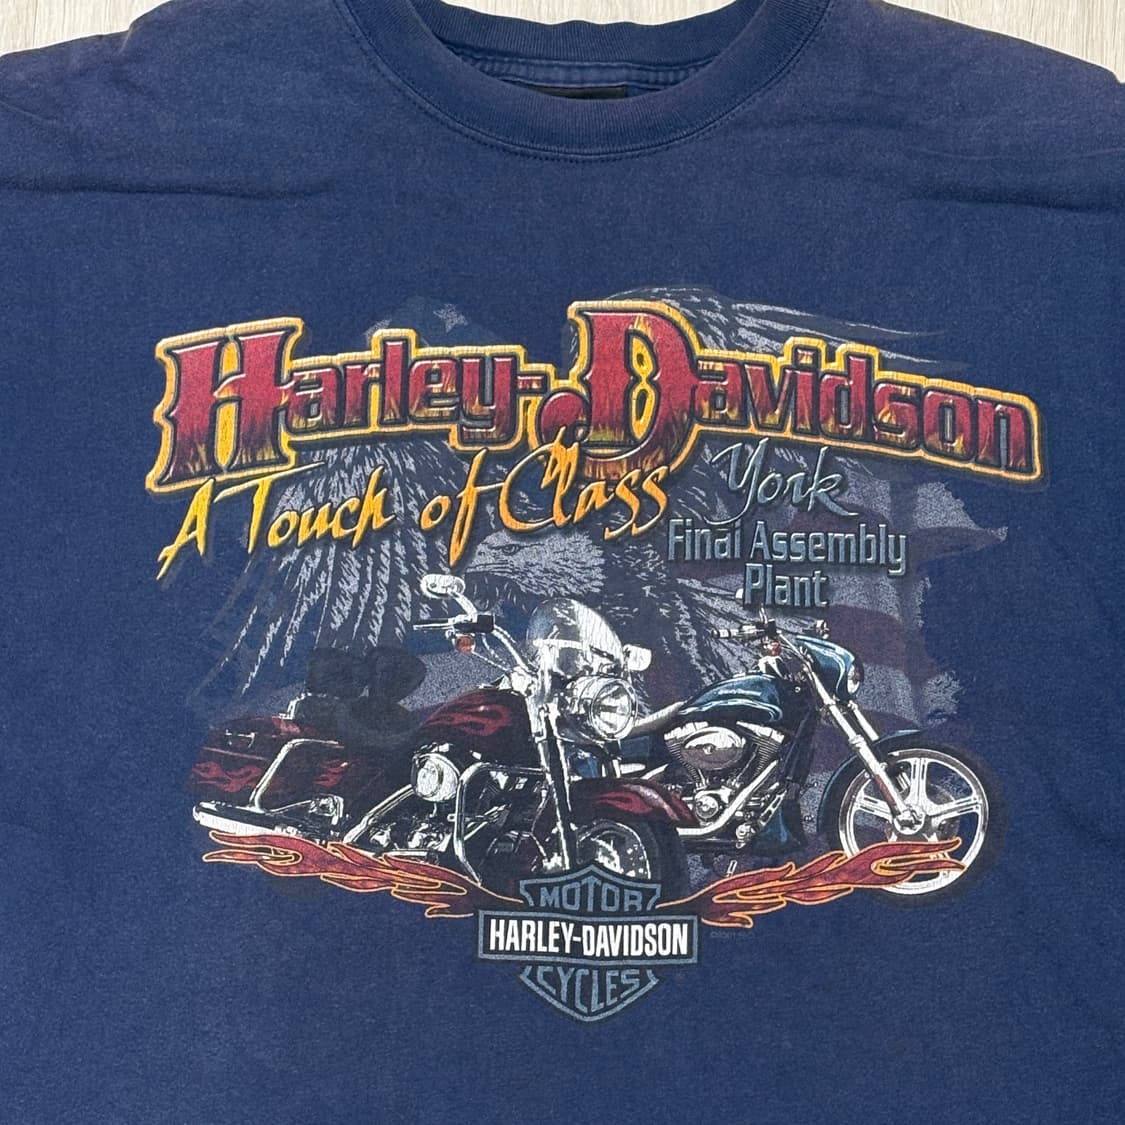 Harley-Davidson
A Touch of Class
York
Final Assembly
Plant
MOTOR
HARLEY-DAVIDSON
CYCLES